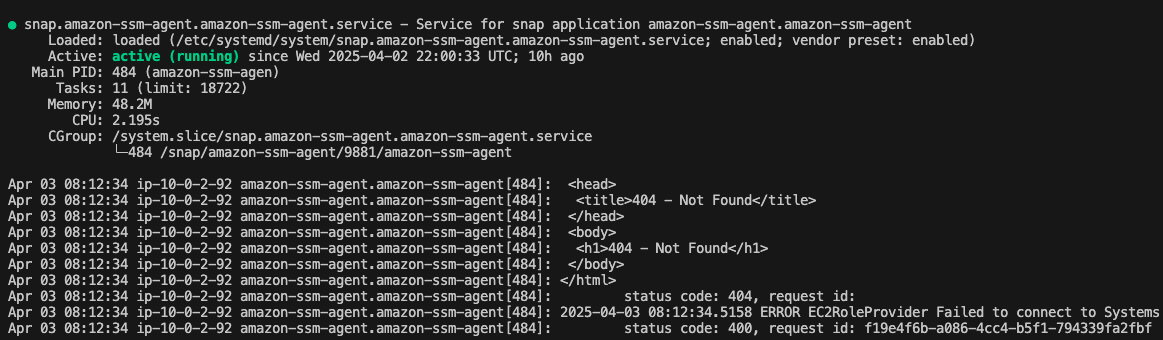 ● snap.amazon-ssm-agent.amazon-ssm-agent.service - Service for snap application amazon-ssm-agent.amazon-ssm-agent
Loaded: loaded (/etc/systemd/system/snap.amazon-ssm-agent.amazon-ssm-agent.service; enabled; vendor preset: enabled)
Active: active (running) since Wed 2025-04-02 22:00:33 UTC; 10h ago
Main PID: 484 (amazon-ssm-agen)
Tasks: 11 (limit: 18722)
Memory: 48.2M
CPU: 2.195s
CGroup: /system.slice/snap.amazon-ssm-agent.amazon-ssm-agent.service
└─484 /snap/amazon-ssm-agent/9881/amazon-ssm-agent
Apr 03 08:12:34 ip-10-0-2-92 amazon-ssm-agent.amazon-ssm-agent[484]:  <head>
Apr 03 08:12:34 ip-10-0-2-92 amazon-ssm-agent.amazon-ssm-agent[484]:   <title>404 - Not Found</title>
Apr 03 08:12:34 ip-10-0-2-92 amazon-ssm-agent.amazon-ssm-agent[484]:  </head>
Apr 03 08:12:34 ip-10-0-2-92 amazon-ssm-agent.amazon-ssm-agent[484]:  <body>
Apr 03 08:12:34 ip-10-0-2-92 amazon-ssm-agent.amazon-ssm-agent[484]:   <h1>404 - Not Found</h1>
Apr 03 08:12:34 ip-10-0-2-92 amazon-ssm-agent.amazon-ssm-agent[484]:  </body>
Apr 03 08:12:34 ip-10-0-2-92 amazon-ssm-agent.amazon-ssm-agent[484]: </html>
Apr 03 08:12:34 ip-10-0-2-92 amazon-ssm-agent.amazon-ssm-agent[484]:         status code: 404, request id:
Apr 03 08:12:34 ip-10-0-2-92 amazon-ssm-agent.amazon-ssm-agent[484]: 2025-04-03 08:12:34.5158 ERROR EC2RoleProvider Failed to connect to Systems
Apr 03 08:12:34 ip-10-0-2-92 amazon-ssm-agent.amazon-ssm-agent[484]:         status code: 400, request id: f19e4f6b-a086-4cc4-b5f1-794339fa2fbf